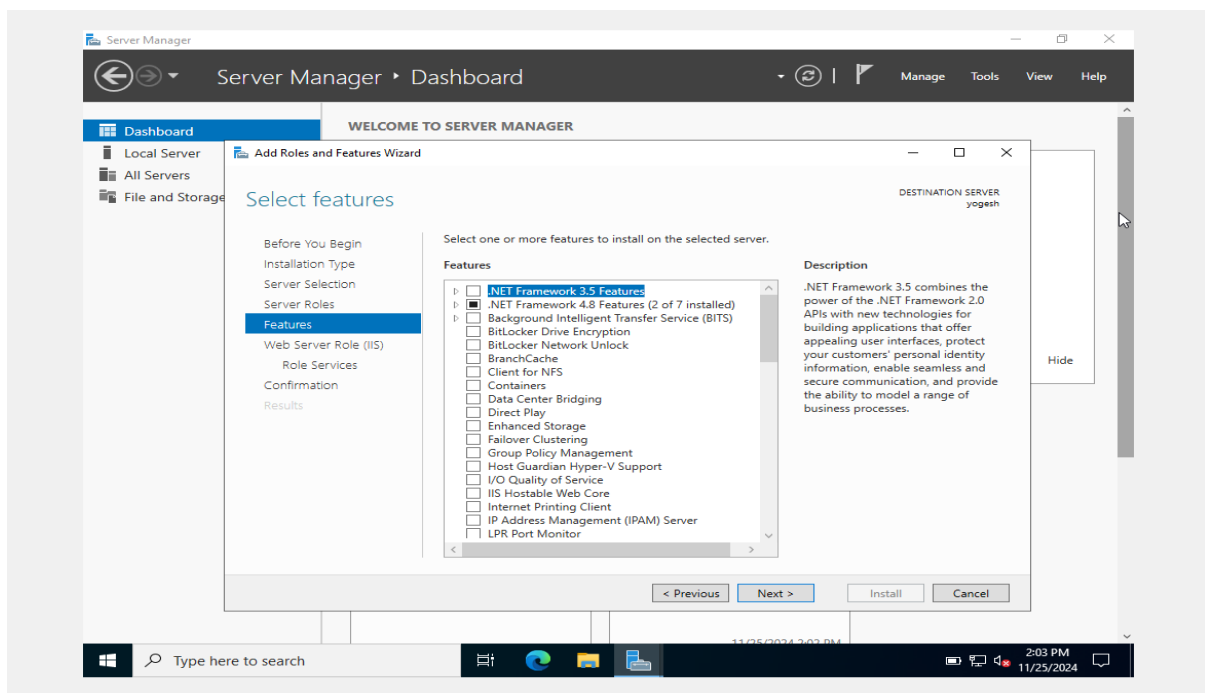 Server Manager
Server Manager • Dashboard
Manage Tools View Help
Dashboard
Local Server
All Servers
File and Storage
WELCOME TO SERVER MANAGER
Add Roles and Features Wizard
Select features
DESTINATION SERVER
yogesh
Before You Begin
Installation Type
Server Selection
Server Roles
Features
Web Server Role (IIS)
Role Services
Confirmation
Results
Select one or more features to install on the selected server.
Features
.NET Framework 3.5 Features
.NET Framework 4.8 Features (2 of 7 installed)
Background Intelligent Transfer Service (BITS)
BitLocker Drive Encryption
BitLocker Network Unlock
BranchCache
Client for NFS
Containers
Data Center Bridging
Direct Play
Enhanced Storage
Failover Clustering
Group Policy Management
Host Guardian Hyper-V Support
I/O Quality of Service
IIS Hostable Web Core
Internet Printing Client
IP Address Management (IPAM) Server
LPR Port Monitor
Description
.NET Framework 3.5 combines the
power of the .NET Framework 2.0
APIs with new technologies for
building applications that offer
appealing user interfaces, protect
your customers' personal identity
information, enable seamless and
secure communication, and provide
the ability to model a range of
business processes.
Hide
< Previous
Next >
Install
Cancel
11/25/2024 2:02 PM
Type here to search
2:03 PM
11/25/2024